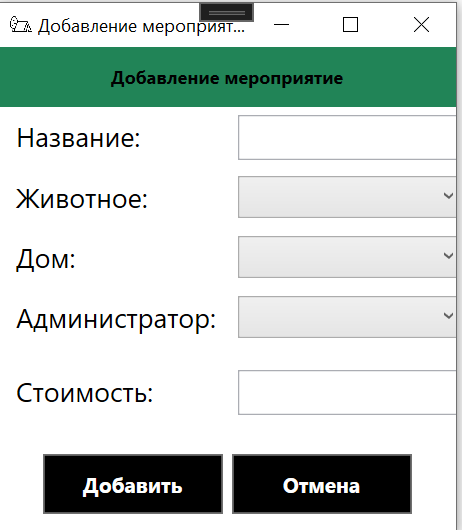 Добавление мероприят...
Добавление мероприятие
Название:
Животное:
Дом:
Администратор:
Стоимость:
Добавить Отмена